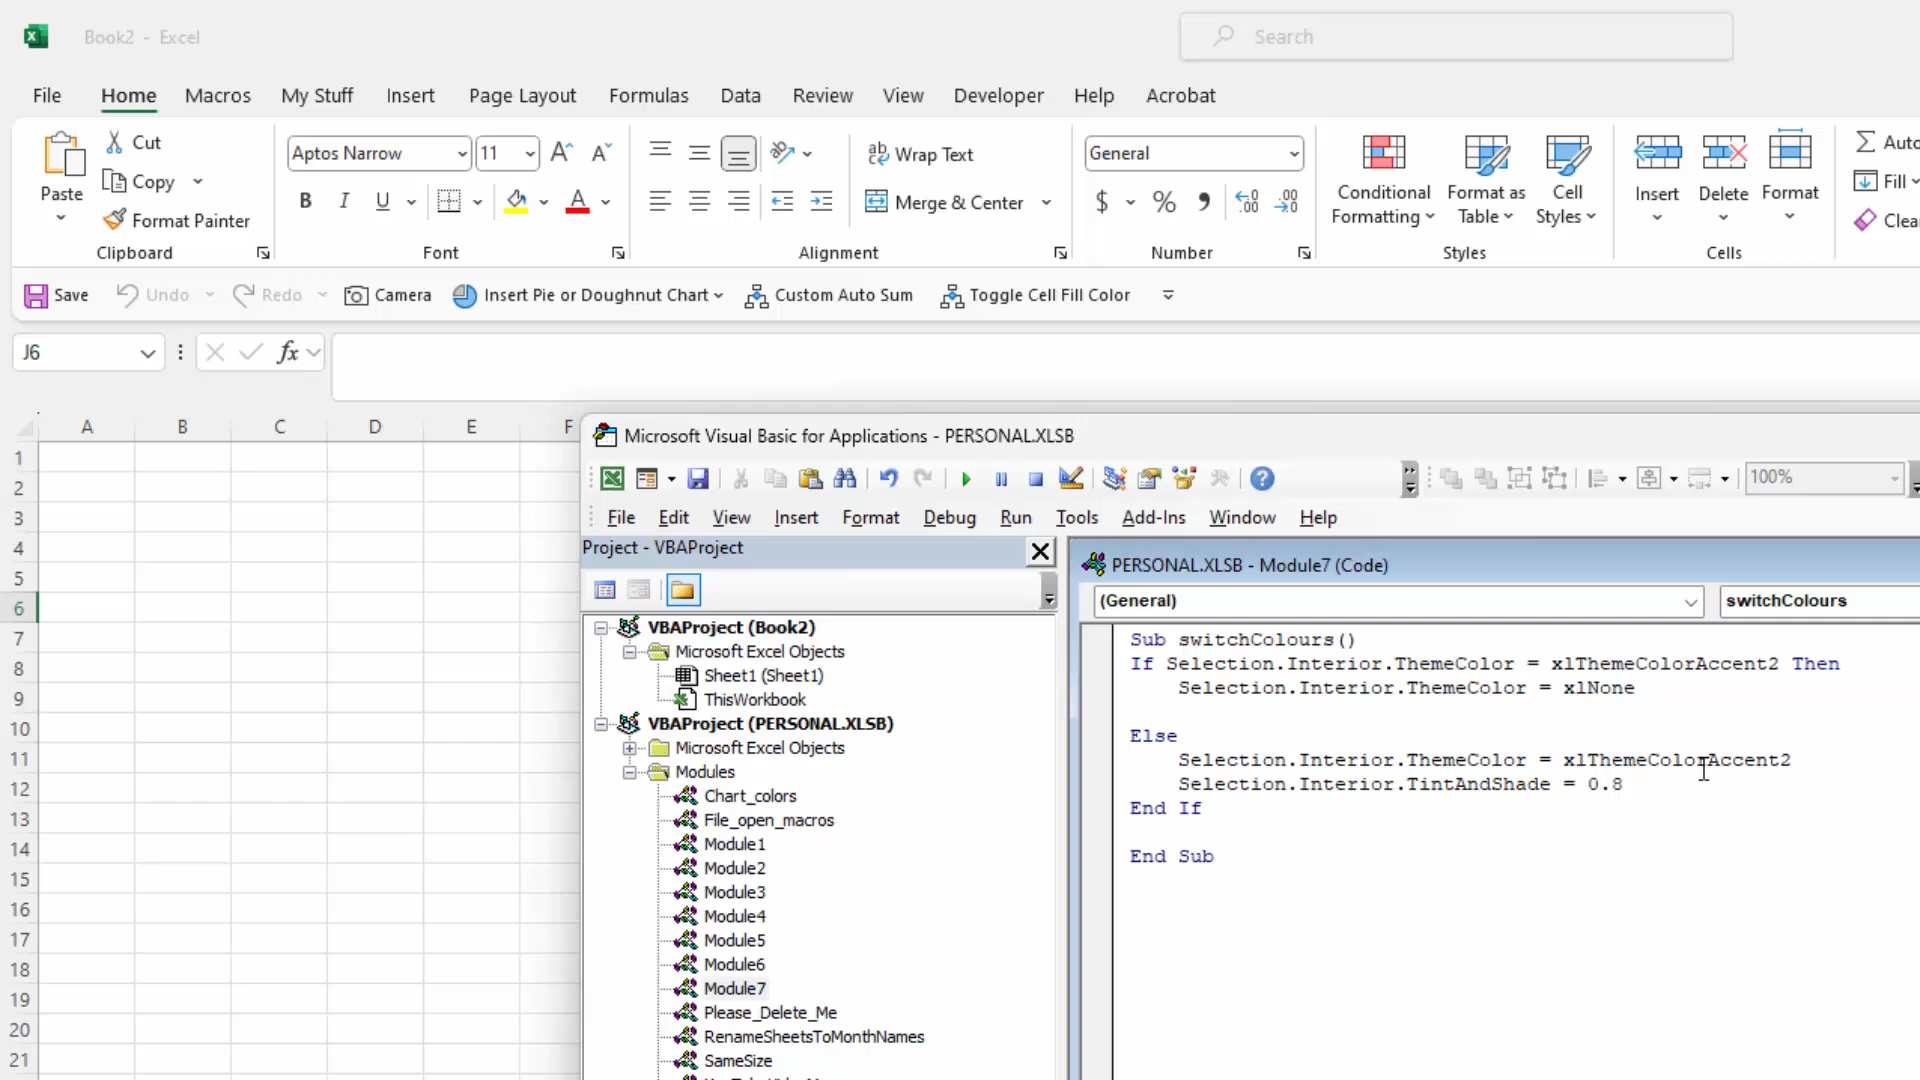 Book2 - Excel
Search
File Home Macros My Stuff Insert Page Layout Formulas Data Review View Developer Help Acrobat
Paste
Cut
Copy
Format Painter
Clipboard
Aptos Narrow 11
B I U
Font
Wrap Text
Merge & Center
Alignment
General
$ % ,
Number
Conditional Formatting
Format as Table
Cell Styles
Styles
Insert
Delete
Format
Cells
Auto
Fill
Clea
Save Undo Redo Camera Insert Pie or Doughnut Chart Custom Auto Sum Toggle Cell Fill Color
J6 fx
A B C D E F
1
2
3
4
5
6
7
8
9
10
11
12
13
14
15
16
17
18
19
20
21
Microsoft Visual Basic for Applications - PERSONAL.XLSB
100%
File Edit View Insert Format Debug Run Tools Add-Ins Window Help
Project - VBAProject
VBAProject (Book2)
Microsoft Excel Objects
Sheet1 (Sheet1)
ThisWorkbook
VBAProject (PERSONAL.XLSB)
Microsoft Excel Objects
Modules
Chart_colors
File_open_macros
Module1
Module2
Module3
Module4
Module5
Module6
Module7
Please_Delete_Me
RenameSheetsToMonthNames
SameSize
PERSONAL.XLSB - Module7 (Code)
(General) switchColours
Sub switchColours()
If Selection.Interior.ThemeColor = xlThemeColorAccent2 Then
Selection.Interior.ThemeColor = xlNone
Else
Selection.Interior.ThemeColor = xlThemeColorAccent2
Selection.Interior.TintAndShade = 0.8
End If
End Sub